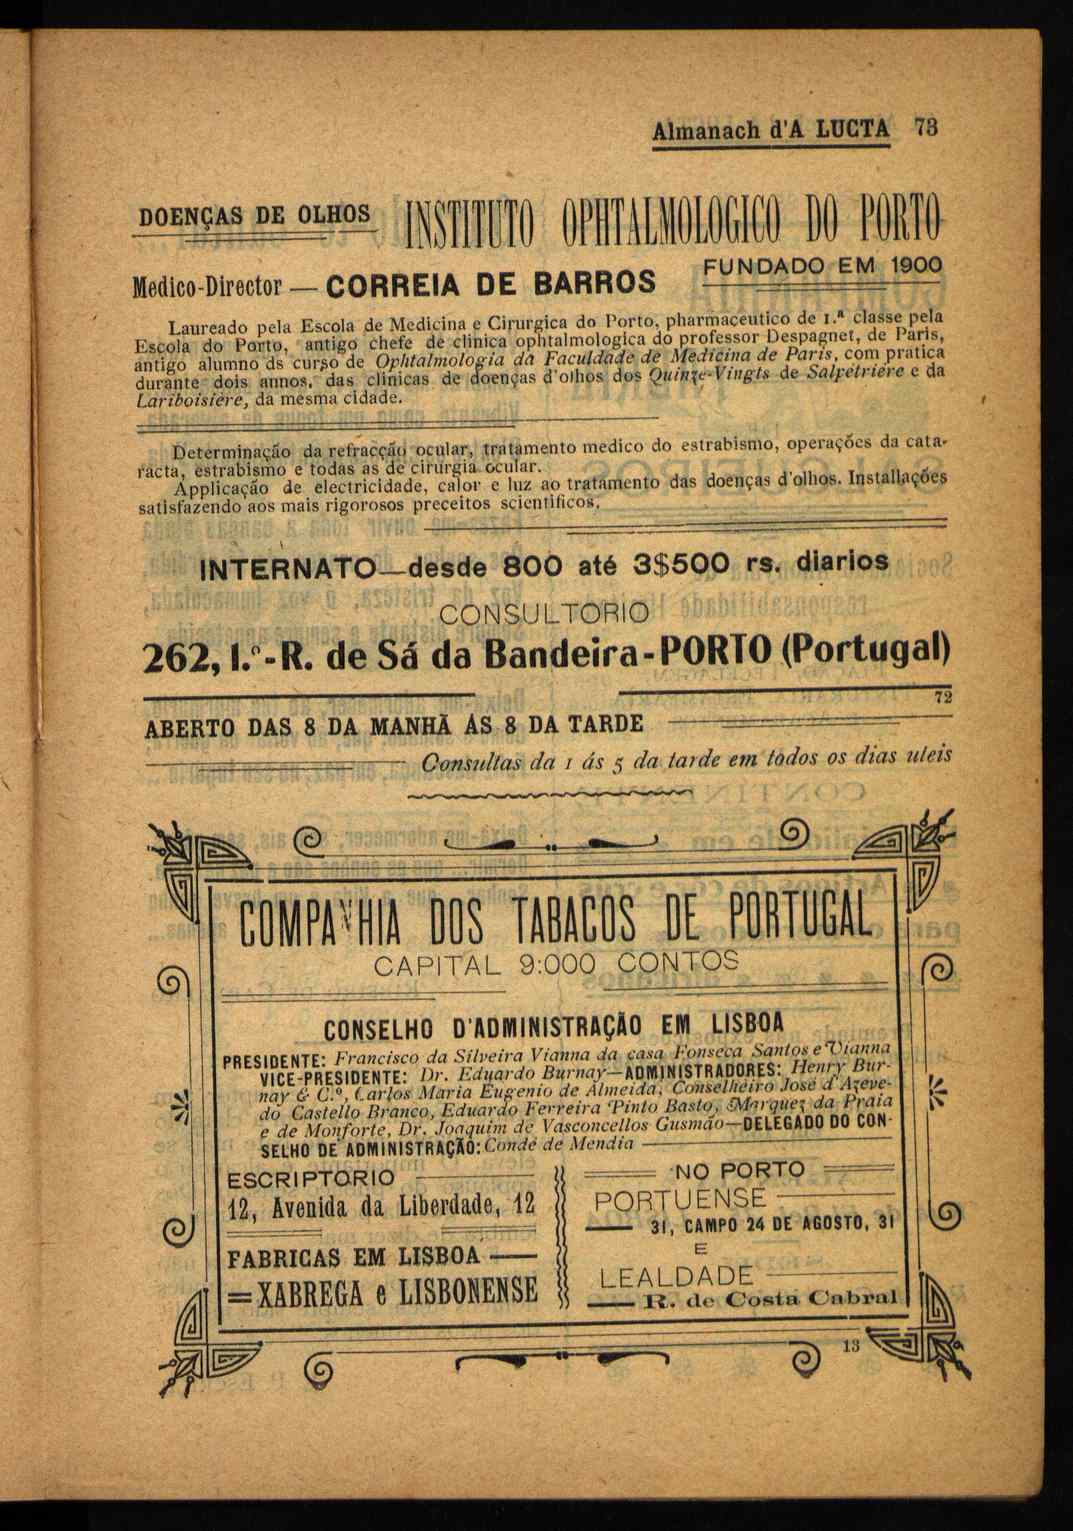 Almanach d'A LUCTA 73
DOENÇAS DE OLHOS INSTITUTO OPHTALMOLOGICO DO PORTO
FUNDADO EM 1900
Medico-Director — CORREIA DE BARROS
Laureado pela Escola de Medicina e Cirurgica do Porto, pharmaceutico de 1.ª classe pela
Escola do Porto, antigo chefe de clinica ophtalmologica do professor Despagnet, de Paris,
antigo alumno ds curso de Ophtalmologia da Faculdade de Medicina de Paris, com pratica
durante dois annos, das clinicas de doenças d'olhos dos Quinze-Vingts de Salpetriere e da
Lariboisière, da mesma cidade.
Determinação da refracção ocular, tratamento medico do estrabismo, operações da cata-
racta, estrabismo e todas as de cirurgia ocular.
Applicação de electricidade, calor e luz ao tratamento das doenças d'olhos. Installações
satisfazendo aos mais rigorosos preceitos scientificos.
INTERNATO—desde 800 até 3$500 rs. diarios
CONSULTORIO
262, 1.º-R. de Sá da Bandeira-PORTO (Portugal)
72
ABERTO DAS 8 DA MANHÃ ÁS 8 DA TARDE
Consultas da 1 ás 5 da tarde em todos os dias uteis
COMPANHIA DOS TABACOS DE PORTUGAL
CAPITAL 9:000 CONTOS
CONSELHO D'ADMINISTRAÇÃO EM LISBOA
PRESIDENTE: Francisco da Silveira Vianna da casa Fonseca Santos e Vianna
VICE-PRESIDENTE: Dr. Eduardo Burnay—ADMINISTRADORES: Henry Bur-
nay & C.º, Carlos Maria Eugenio de Almeida, Conselheiro José d'Azeve-
do Castello Branco, Eduardo Ferreira Pinto Basto, Marquez da Praia
e de Monforte, Dr. Joaquim de Vasconcellos Gusmão—DELEGADO DO CON-
SELHO DE ADMINISTRAÇÃO: Conde de Mendia
ESCRIPTORIO
12, Avenida da Liberdade, 12
FABRICAS EM LISBOA
XABREGA e LISBONENSE
NO PORTO
PORTUENSE
31, CAMPO 24 DE AGOSTO, 31
E
LEALDADE
R. de Costa Cabral
13